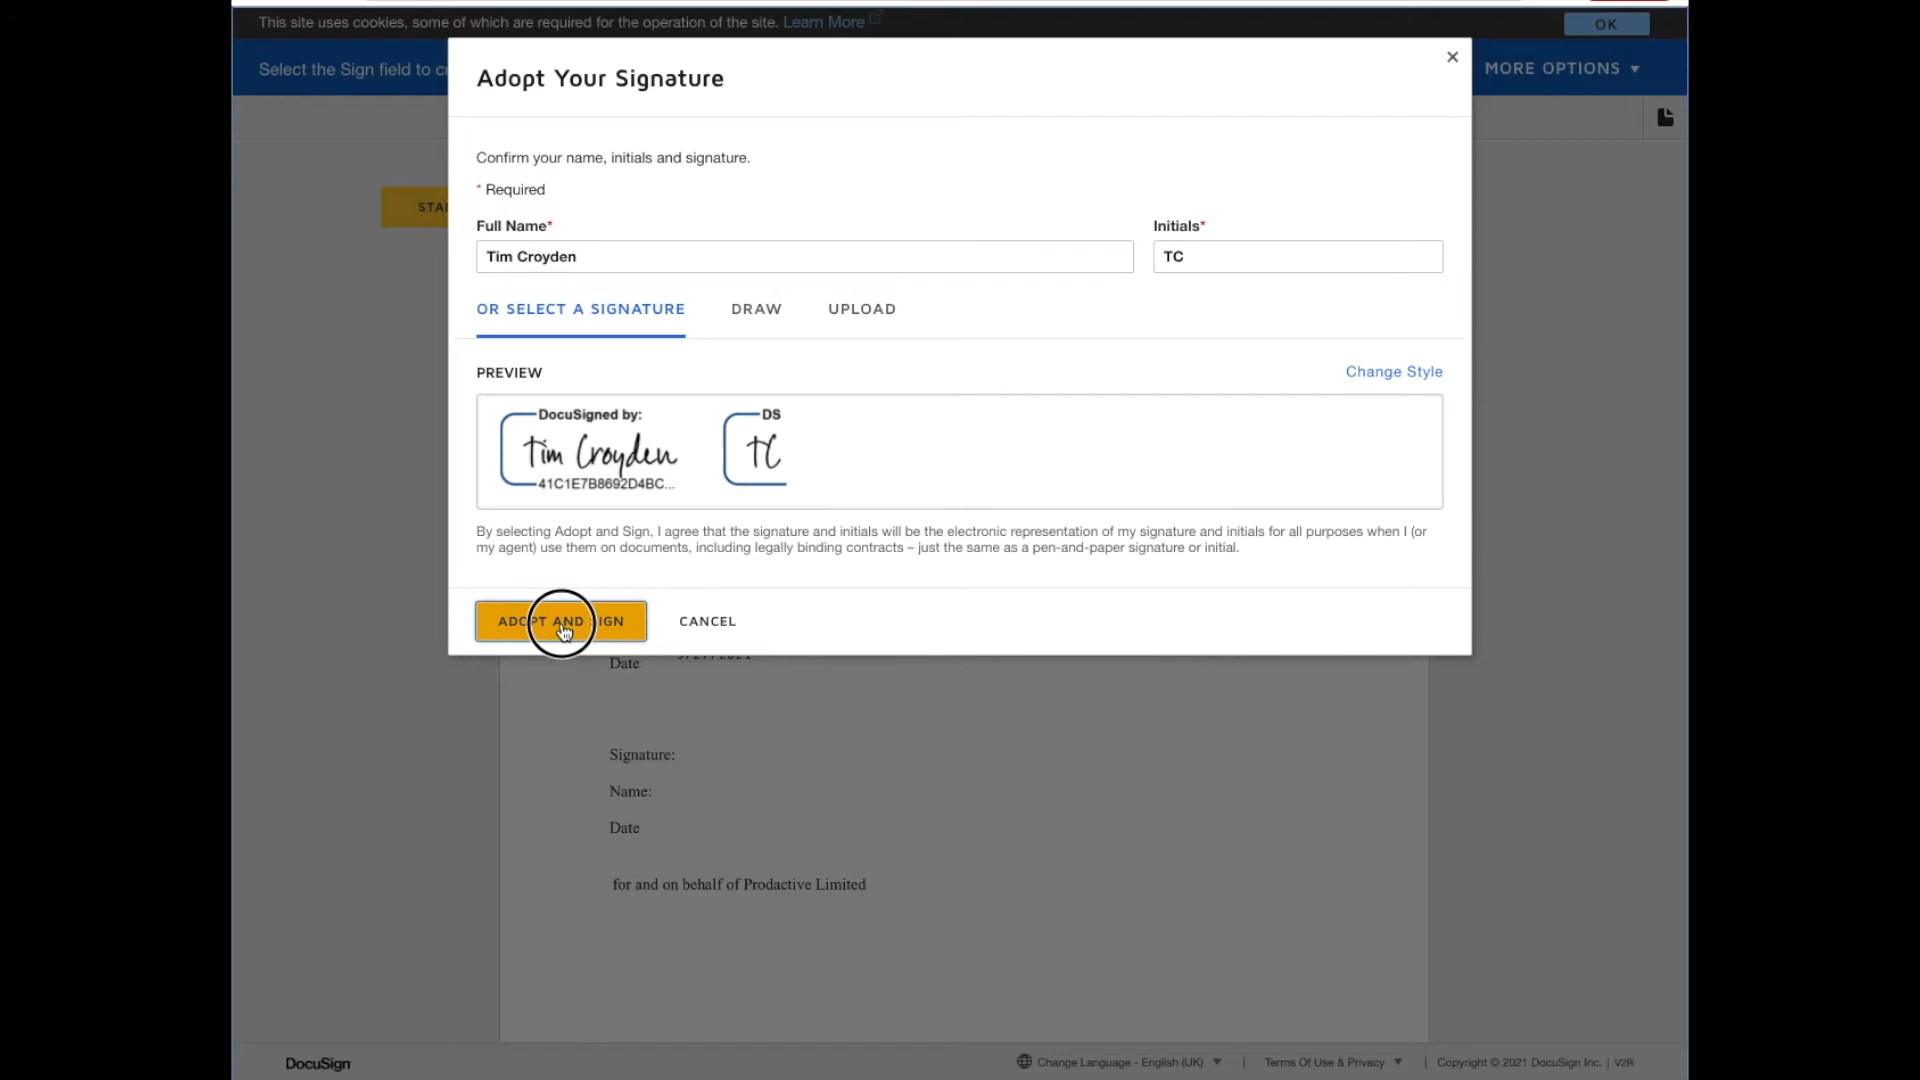 This site uses cookies, some of which are required for the operation of the site. Learn More
OK
Select the Sign field to
MORE OPTIONS
Adopt Your Signature
Confirm your name, initials and signature.
* Required
Full Name*
Initials*
Tim Croyden
TC
OR SELECT A SIGNATURE DRAW UPLOAD
PREVIEW
Change Style
DocuSigned by:
Tim Croyden
41C1E7B8692D4BC...
DS
TC
By selecting Adopt and Sign, I agree that the signature and initials will be the electronic representation of my signature and initials for all purposes when I (or
my agent) use them on documents, including legally binding contracts – just the same as a pen-and-paper signature or initial.
ADOPT AND SIGN
CANCEL
Date
Signature:
Name:
Date
for and on behalf of Prodactive Limited
DocuSign
Change Language - English (UK) | Terms Of Use & Privacy | Copyright © 2021 DocuSign Inc. | V2R